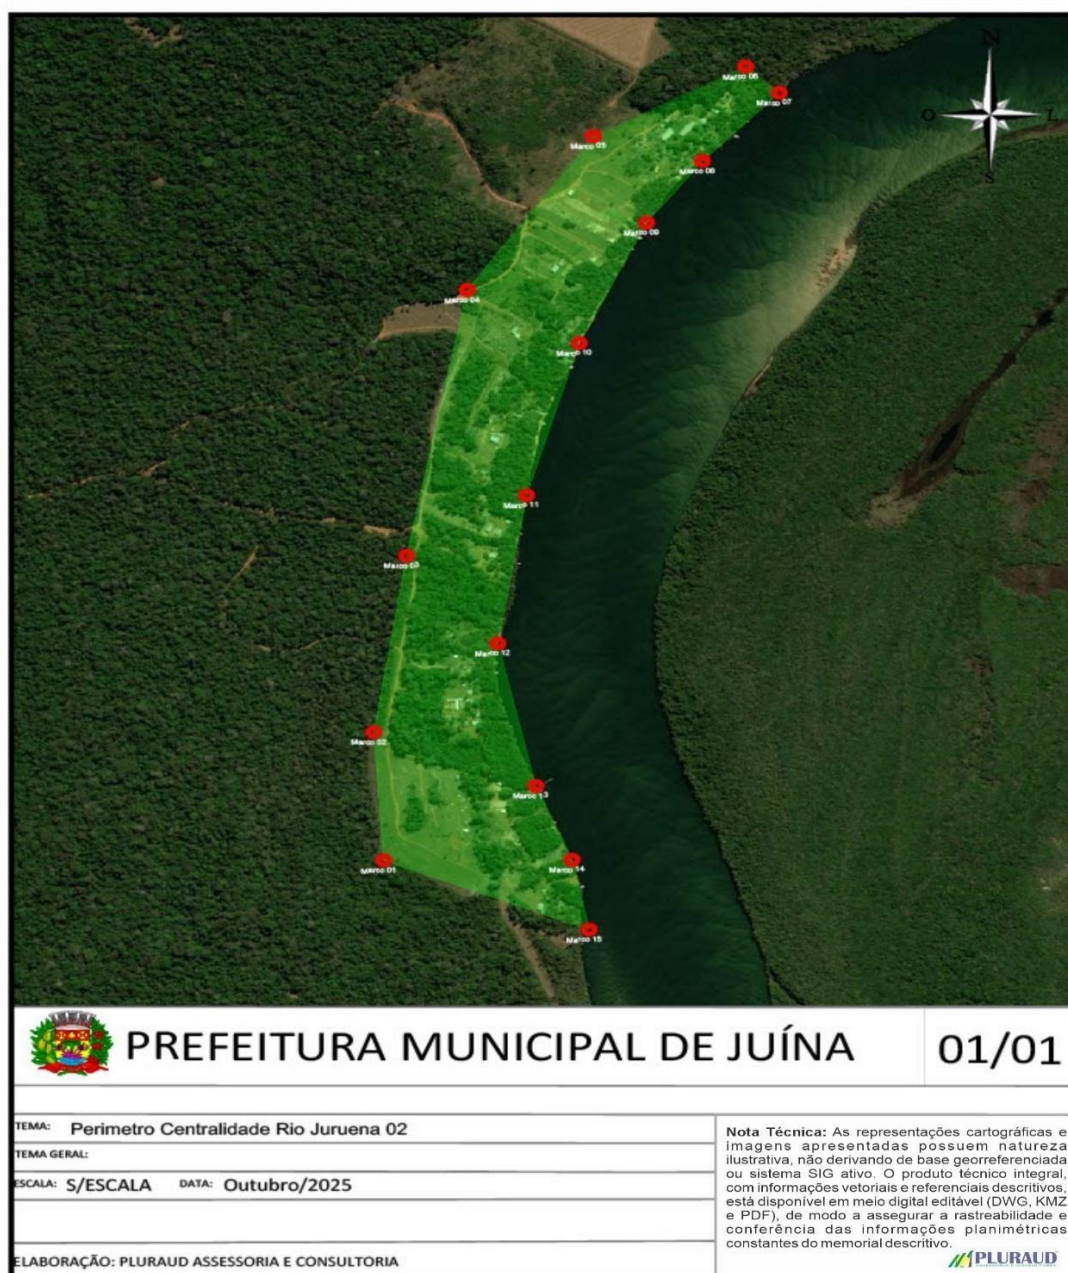 N
O L
S
Marco 06
Marco 07
Marco 05
Marco 08
Marco 09
Marco 04
Marco 10
Marco 11
Marco 03
Marco 12
Marco 02
Marco 13
Marco 14
Marco 01
Marco 15
PREFEITURA MUNICIPAL DE JUÍNA
01/01
TEMA: Perimetro Centralidade Rio Juruena 02
TEMA GERAL:
ESCALA: S/ESCALA DATA: Outubro/2025
ELABORAÇÃO: PLURAUD ASSESSORIA E CONSULTORIA
Nota Técnica: As representações cartográficas e
imagens apresentadas possuem natureza
ilustrativa, não derivando de base georreferenciada
ou sistema SIG ativo. O produto técnico integral,
com informações vetoriais e referenciais descritivos,
está disponível em meio digital editável (DWG, KMZ
e PDF), de modo a assegurar a rastreabilidade e
conferência das informações planimétricas
constantes do memorial descritivo.
PLURAUD